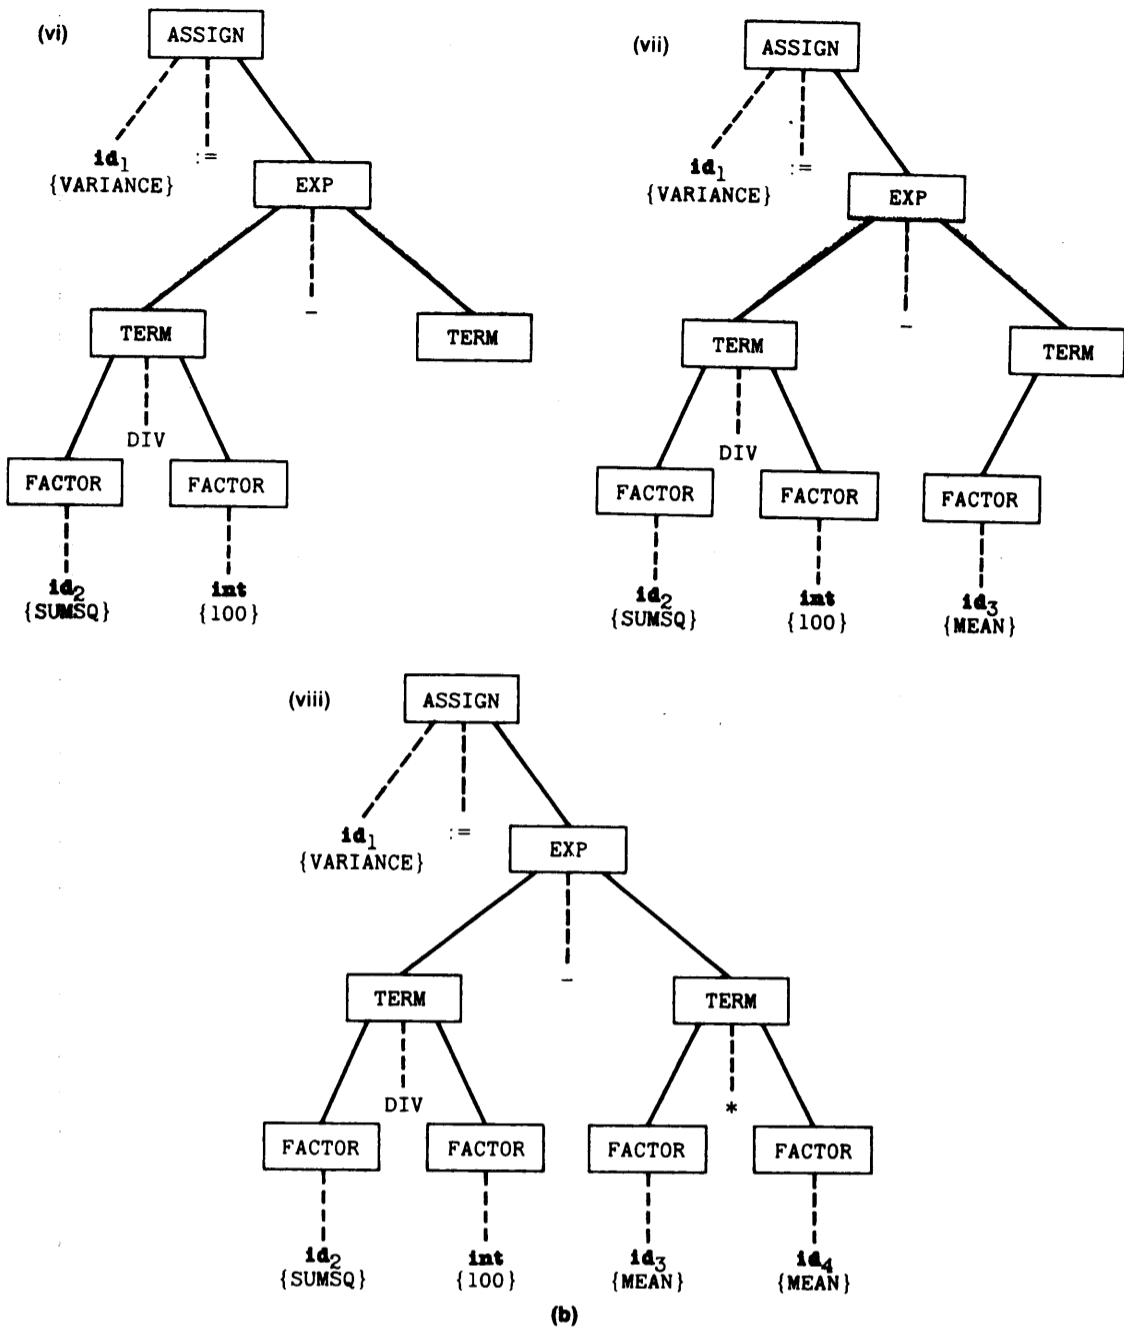 (vi)
ASSIGN
id1
:=
{VARIANCE}
EXP
–
TERM
TERM
DIV
FACTOR
FACTOR
id2
int
{SUMSQ}
{100}
(vii)
ASSIGN
id1
:=
{VARIANCE}
EXP
–
TERM
TERM
DIV
FACTOR
FACTOR
FACTOR
id2
int
id3
{SUMSQ}
{100}
{MEAN}
(viii)
ASSIGN
id1
:=
{VARIANCE}
EXP
–
TERM
TERM
DIV
*
FACTOR
FACTOR
FACTOR
FACTOR
id2
int
id3
id4
{SUMSQ}
{100}
{MEAN}
{MEAN}
(b)